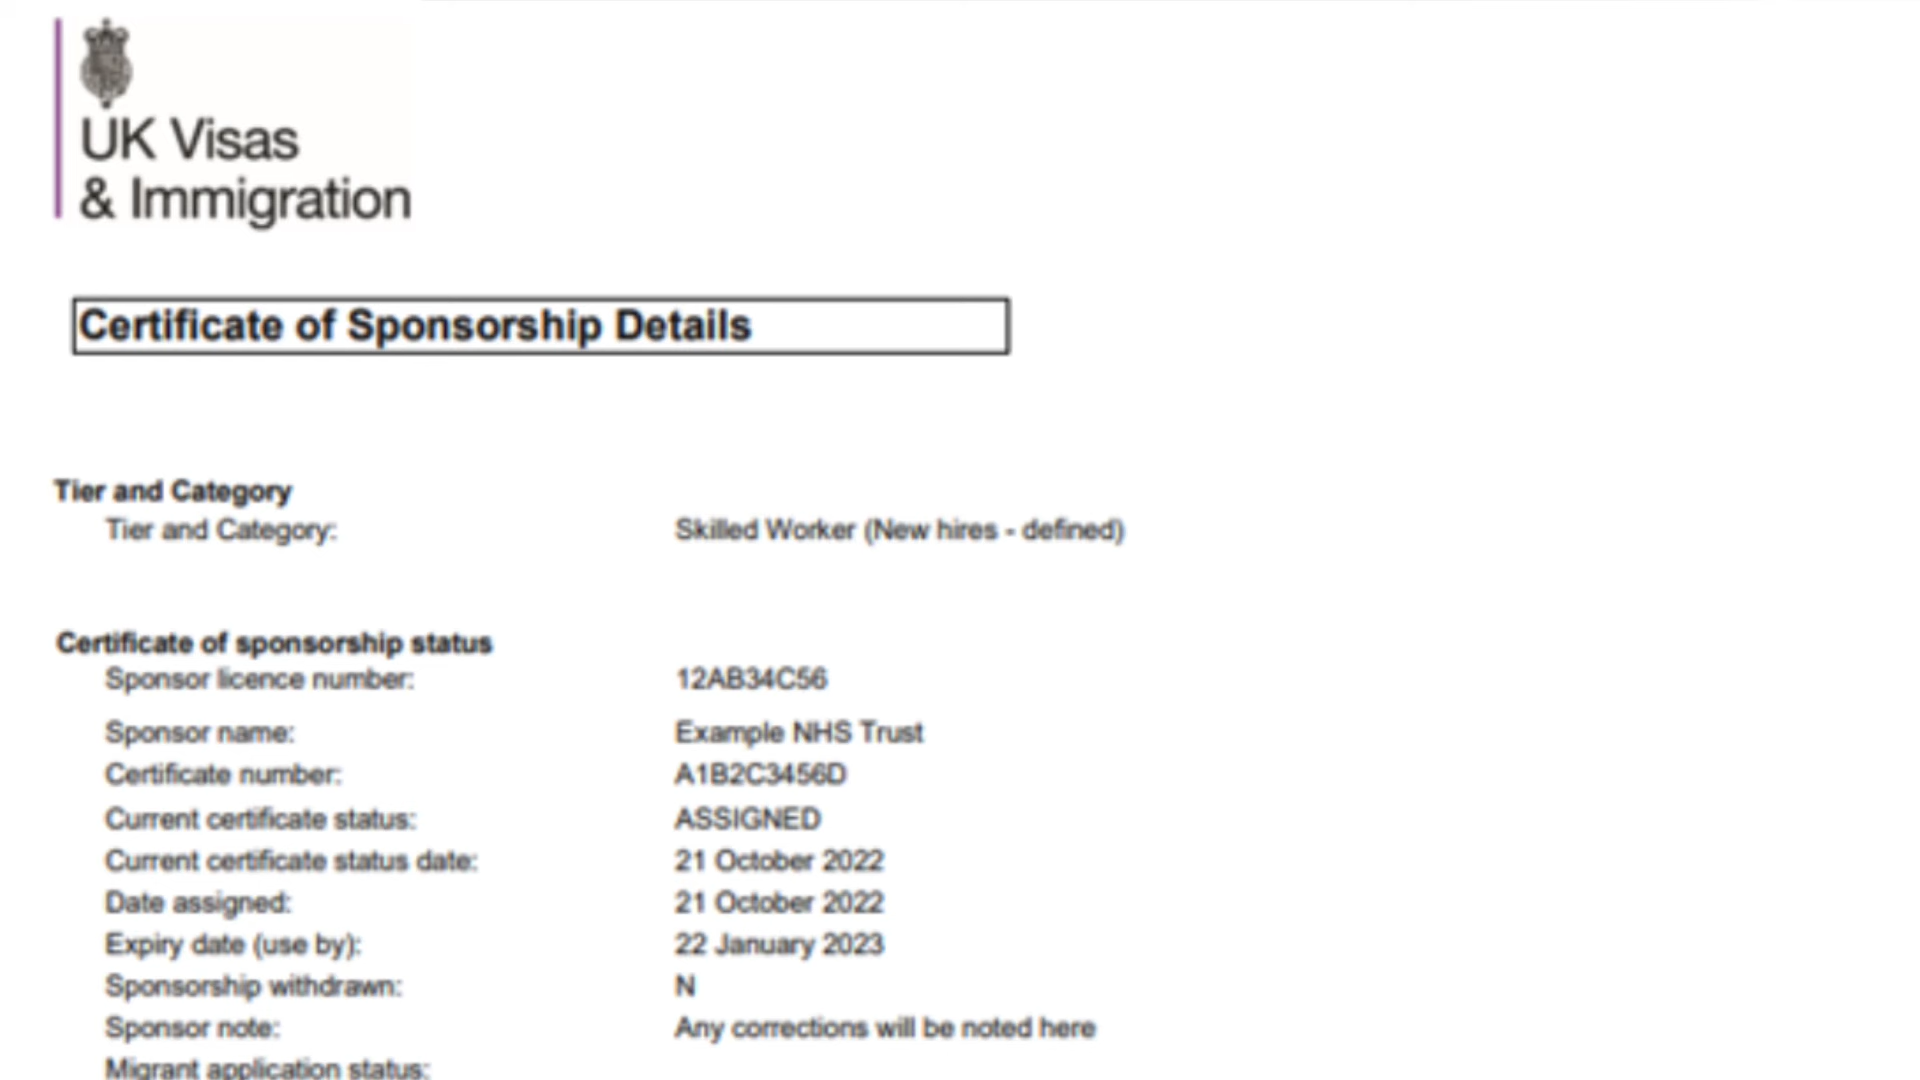 UK Visas
& Immigration
Certificate of Sponsorship Details
Tier and Category
Tier and Category: Skilled Worker (New hires - defined)
Certificate of sponsorship status
Sponsor licence number: 12AB34C56
Sponsor name: Example NHS Trust
Certificate number: A1B2C3456D
Current certificate status: ASSIGNED
Current certificate status date: 21 October 2022
Date assigned: 21 October 2022
Expiry date (use by): 22 January 2023
Sponsorship withdrawn: N
Sponsor note: Any corrections will be noted here
Migrant application status: